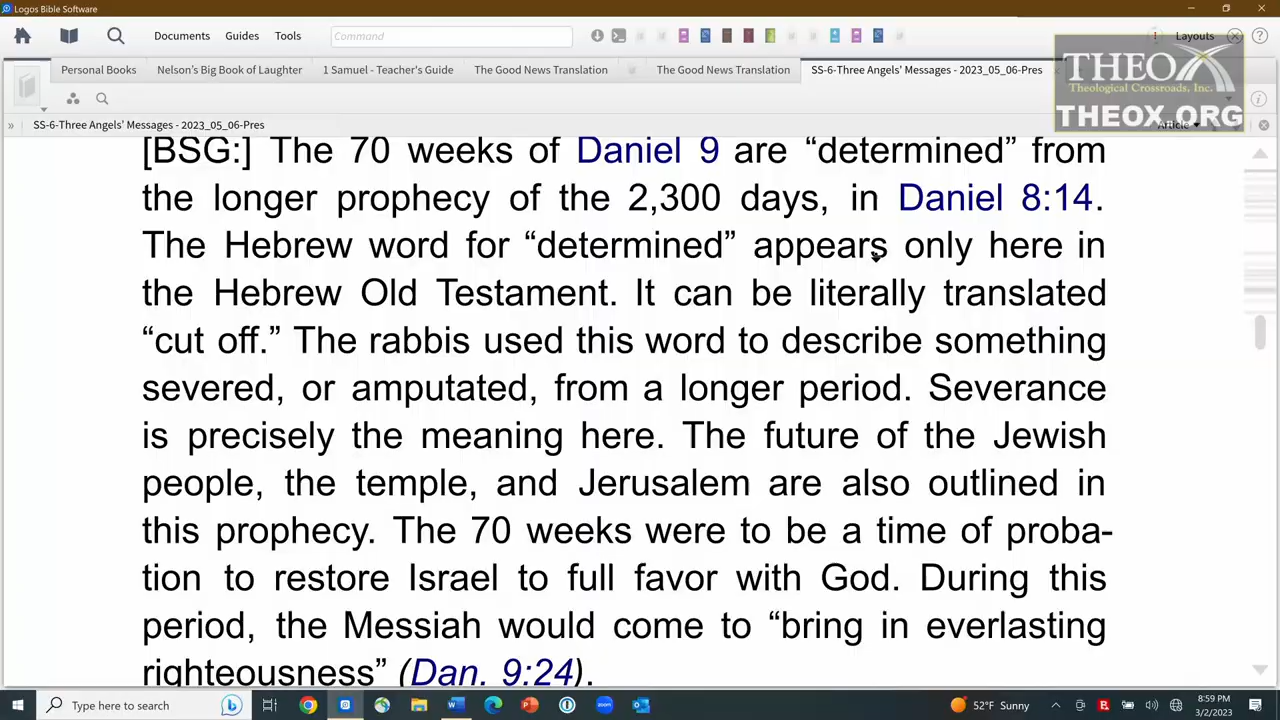 Logos Bible Software
Documents Guides Tools Command Layouts
Personal Books Nelson's Big Book of Laughter 1 Samuel - Teacher's Guide The Good News Translation The Good News Translation SS-6-Three Angels' Messages - 2023_05_06-Pres
THEOX
Theological Crossroads, Inc.
THEOX.ORG
SS-6-Three Angels' Messages - 2023_05_06-Pres Article
[BSG:] The 70 weeks of Daniel 9 are “determined” from
the longer prophecy of the 2,300 days, in Daniel 8:14.
The Hebrew word for “determined” appears only here in
the Hebrew Old Testament. It can be literally translated
“cut off.” The rabbis used this word to describe something
severed, or amputated, from a longer period. Severance
is precisely the meaning here. The future of the Jewish
people, the temple, and Jerusalem are also outlined in
this prophecy. The 70 weeks were to be a time of proba-
tion to restore Israel to full favor with God. During this
period, the Messiah would come to “bring in everlasting
righteousness” (Dan. 9:24).
Type here to search 52°F Sunny 8:59 PM
3/2/2023